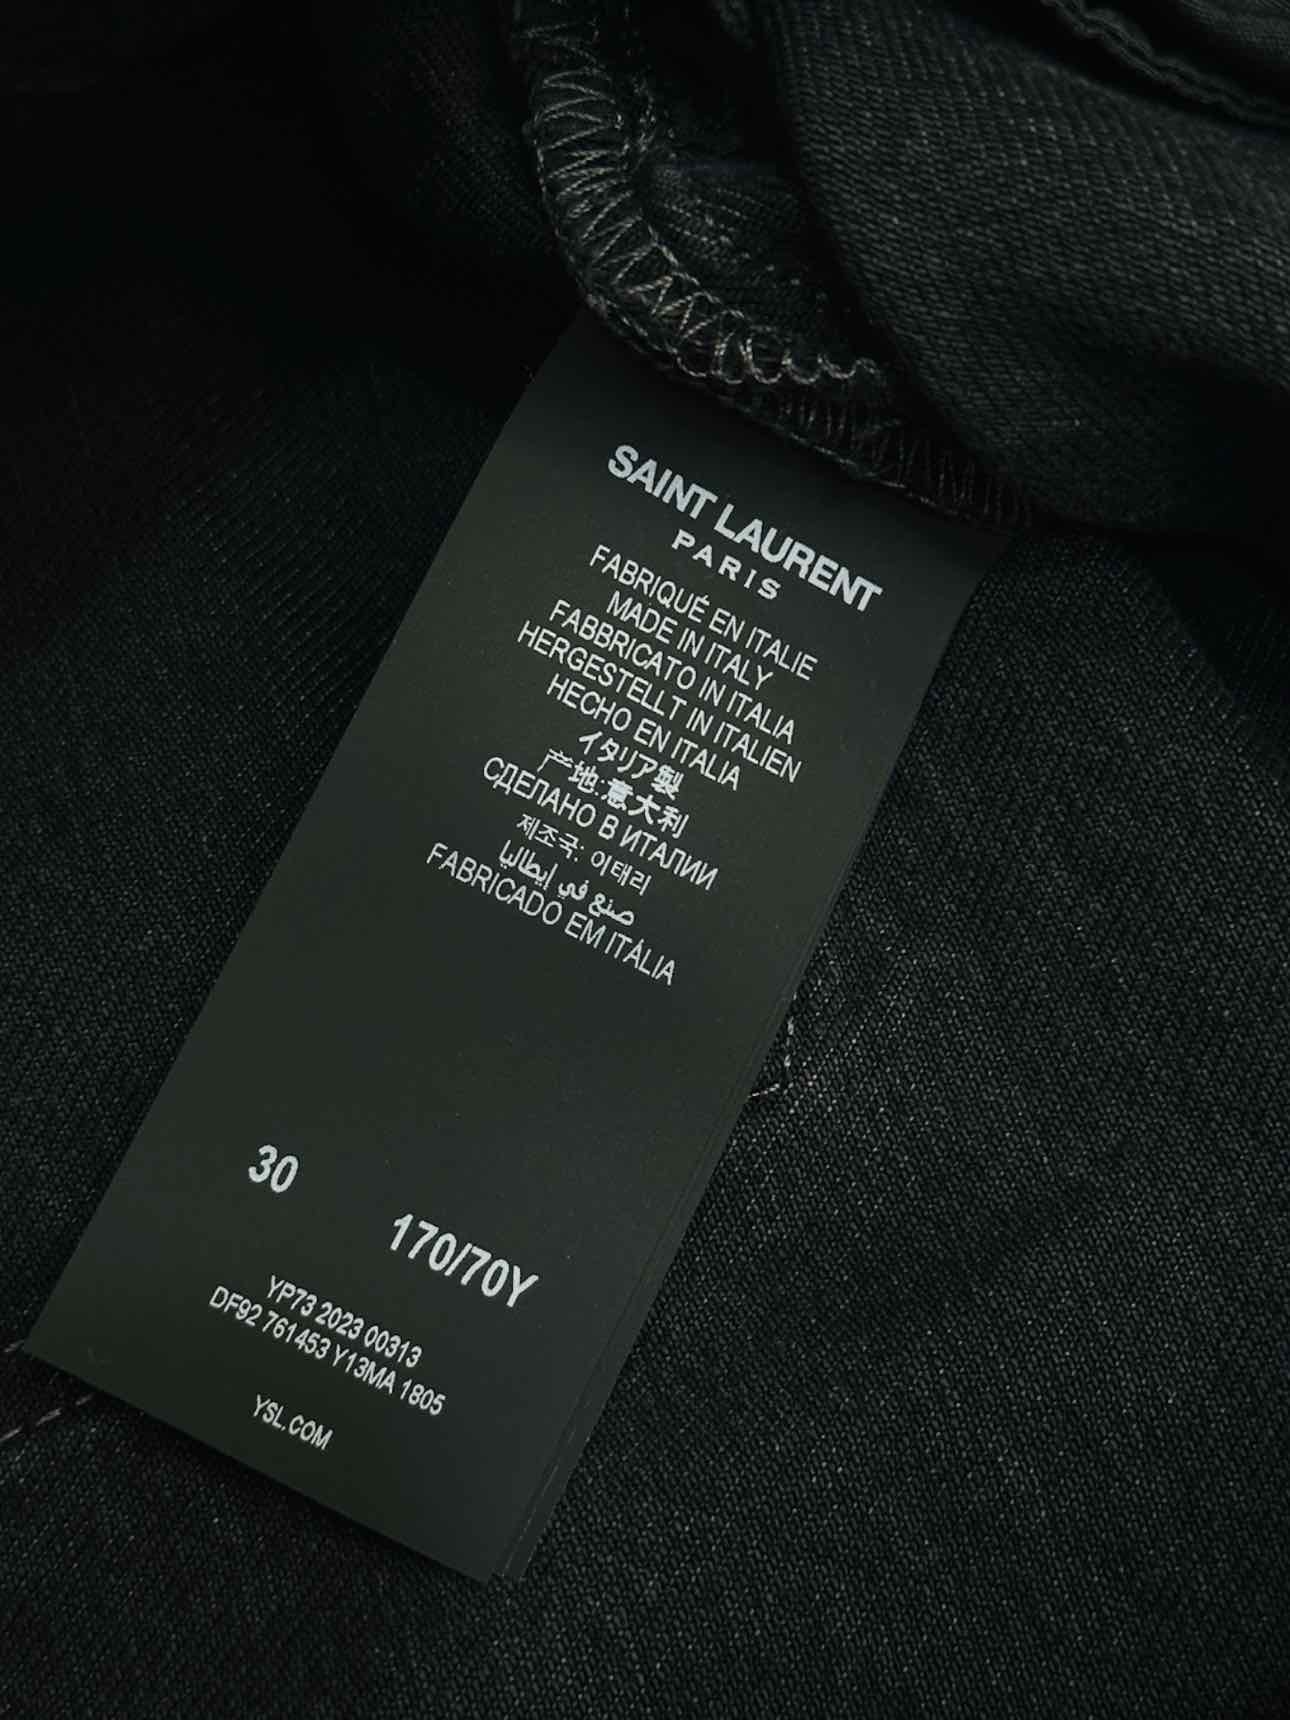 SAINT LAURENT
PARIS
FABRIQUÉ EN ITALIE
MADE IN ITALY
FABBRICATO IN ITALIA
HERGESTELLT IN ITALIEN
HECHO EN ITALIA
イタリア製
产地:意大利
СДЕЛАНО В ИТАЛИИ
제조국: 이태리
صنع في إيطاليا
FABRICADO EM ITÁLIA
30
170/70Y
YP73 2023 00313
DF92 761453 Y13MA 1805
YSL.COM